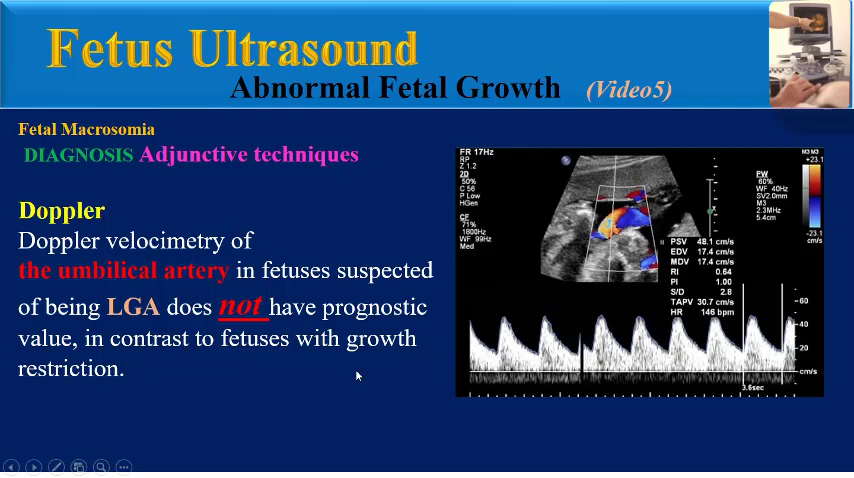 Fetus Ultrasound
Abnormal Fetal Growth (Video5)
Fetal Macrosomia
DIAGNOSIS Adjunctive techniques
Doppler
Doppler velocimetry of
the umbilical artery in fetuses suspected
of being LGA does not have prognostic
value, in contrast to fetuses with growth
restriction.
FR 17Hz
RP
Z 1.2
2D
50%
C 56
P Low
HGen
CF
71%
1800Hz
WF 99Hz
Med
M3 M3
+23.1
-23.1
cm/s
PW
60%
WF 40Hz
SV2.0mm
M3
2.3MHz
5.4cm
x
PSV 48.1 cm/s
EDV 17.4 cm/s
MDV 17.4 cm/s
RI 0.64
PI 1.00
S/D 2.8
TAPV 30.7 cm/s
HR 146 bpm
60
40
20
cm/s
3.6sec